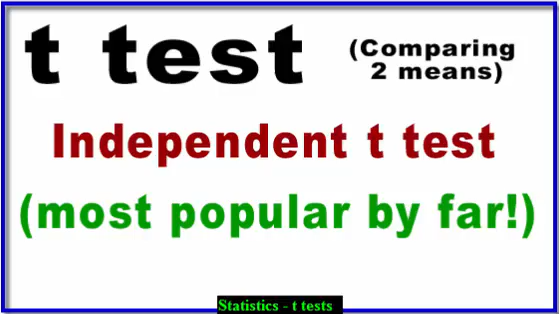 t test
(Comparing
2 means)
Independent t test
(most popular by far!)
Statistics - t tests